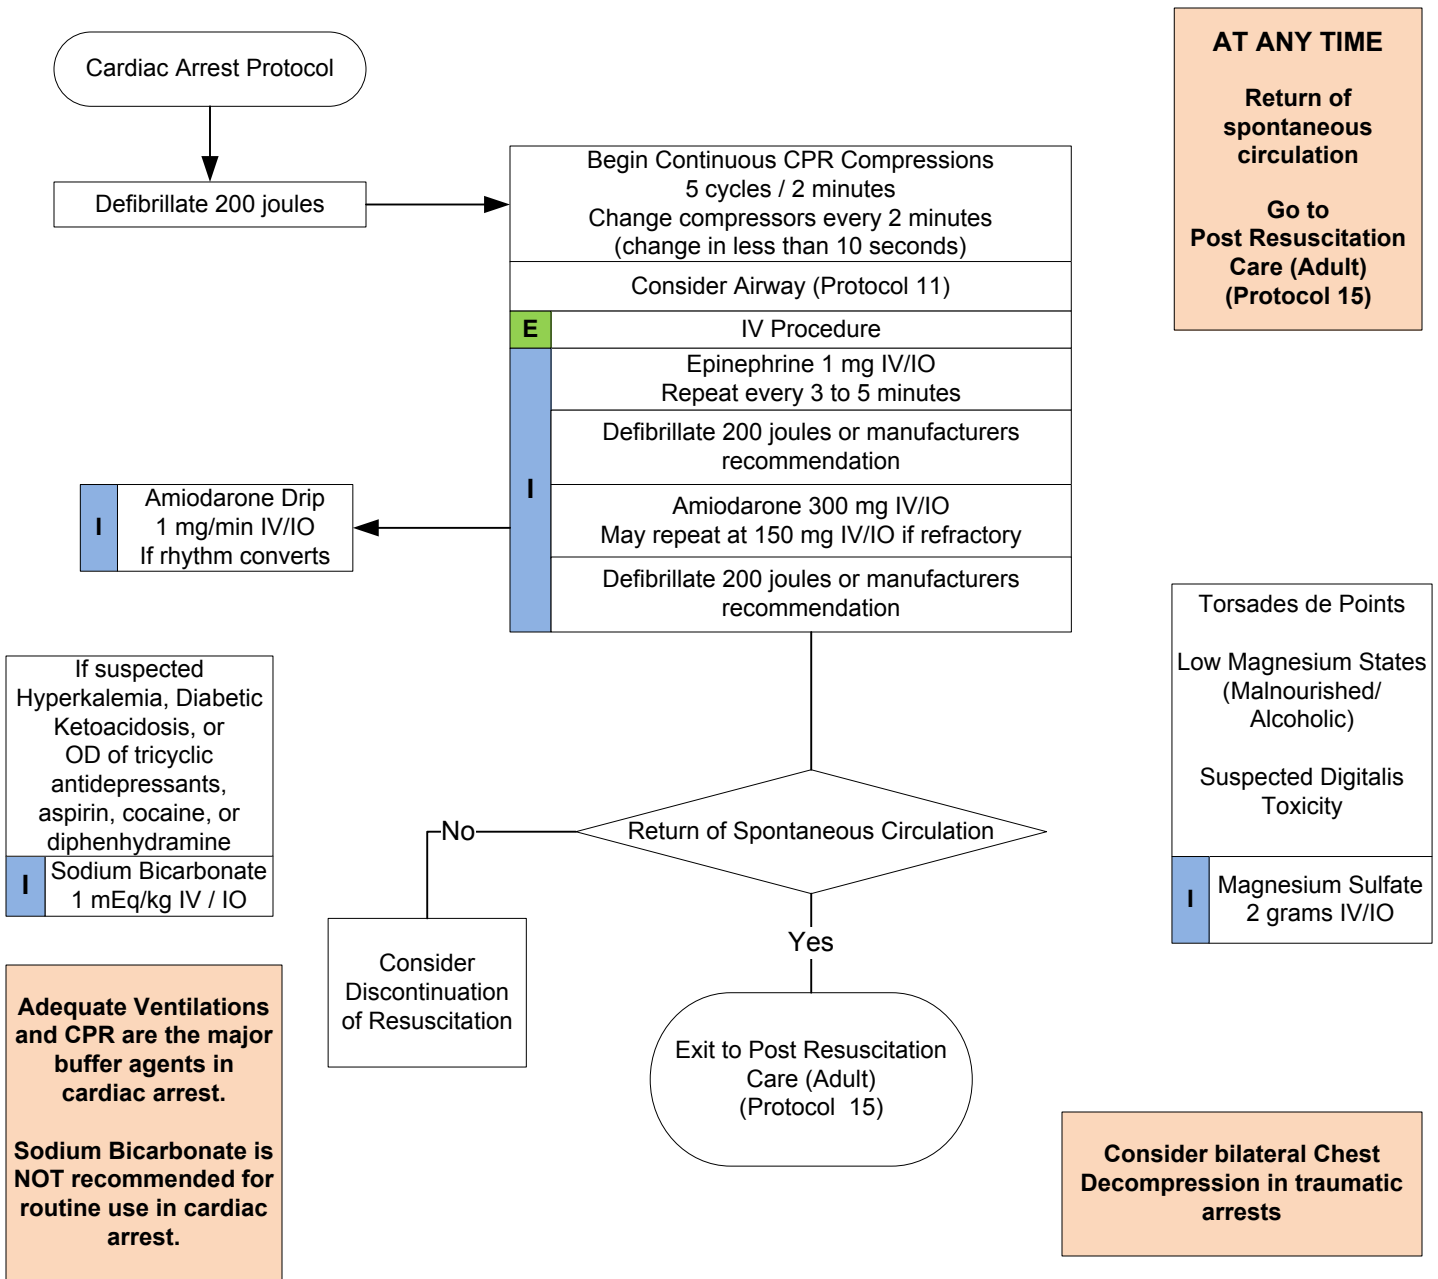 Cardiac Arrest Protocol
Defibrillate 200 joules
Begin Continuous CPR Compressions
5 cycles / 2 minutes
Change compressors every 2 minutes
(change in less than 10 seconds)
Consider Airway (Protocol 11)
E
IV Procedure
I
Epinephrine 1 mg IV/IO
Repeat every 3 to 5 minutes
Defibrillate 200 joules or manufacturers
recommendation
Amiodarone 300 mg IV/IO
May repeat at 150 mg IV/IO if refractory
Defibrillate 200 joules or manufacturers
recommendation
I
Amiodarone Drip
1 mg/min IV/IO
If rhythm converts
AT ANY TIME
Return of
spontaneous
circulation
Go to
Post Resuscitation
Care (Adult)
(Protocol 15)
If suspected
Hyperkalemia, Diabetic
Ketoacidosis, or
OD of tricyclic
antidepressants,
aspirin, cocaine, or
diphenhydramine
I
Sodium Bicarbonate
1 mEq/kg IV / IO
Torsades de Points
Low Magnesium States
(Malnourished/
Alcoholic)
Suspected Digitalis
Toxicity
I
Magnesium Sulfate
2 grams IV/IO
Return of Spontaneous Circulation
No
Yes
Consider
Discontinuation
of Resuscitation
Exit to Post Resuscitation
Care (Adult)
(Protocol 15)
Adequate Ventilations
and CPR are the major
buffer agents in
cardiac arrest.
Sodium Bicarbonate is
NOT recommended for
routine use in cardiac
arrest.
Consider bilateral Chest
Decompression in traumatic
arrests